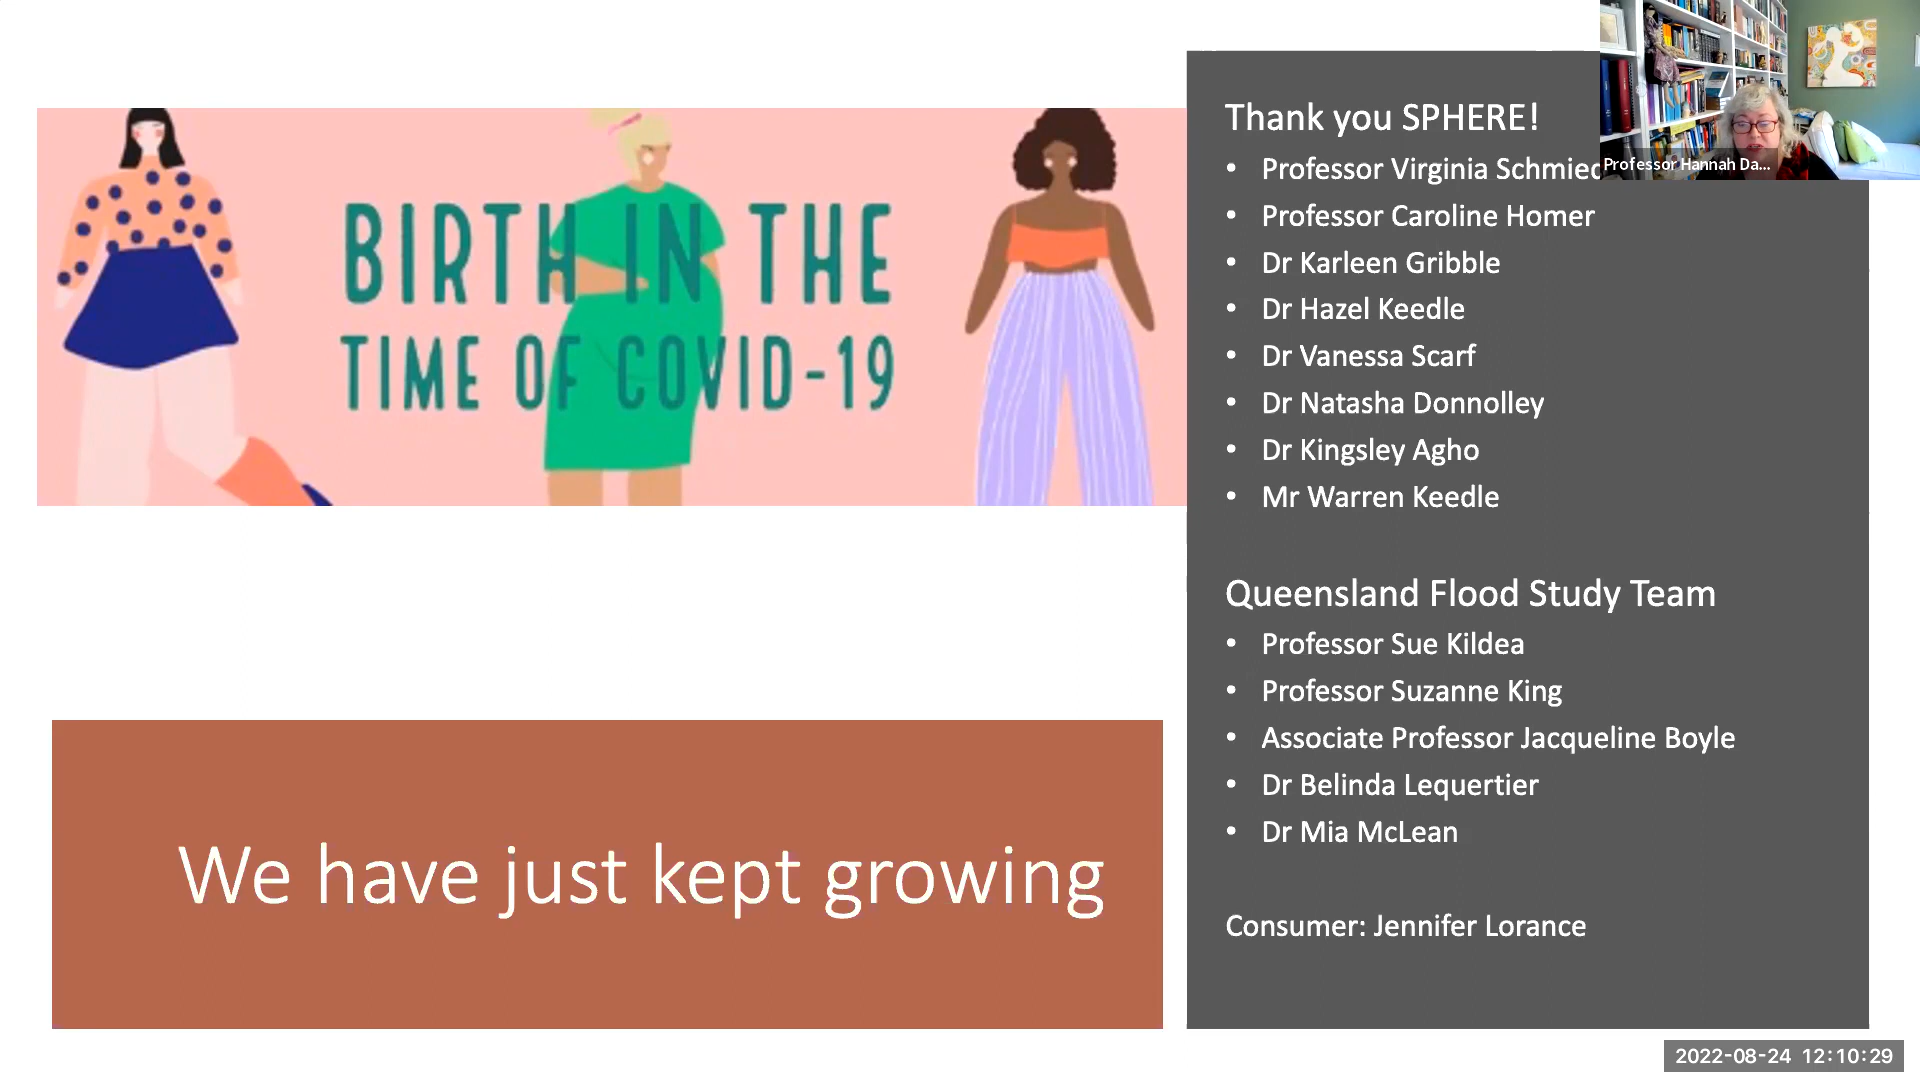 BIRTH IN THE
TIME OF COVID-19
We have just kept growing
Thank you SPHERE!
• Professor Virginia
• Professor Caroline Homer
• Dr Karleen Gribble
• Dr Hazel Keedle
• Dr Vanessa Scarf
• Dr Natasha Donnolley
• Dr Kingsley Agho
• Mr Warren Keedle
Queensland Flood Study Team
• Professor Sue Kildea
• Professor Suzanne King
• Associate Professor Jacqueline Boyle
• Dr Belinda Lequertier
• Dr Mia McLean
Consumer: Jennifer Lorance
Professor Hannah Da...
2022-08-24 12:10:29